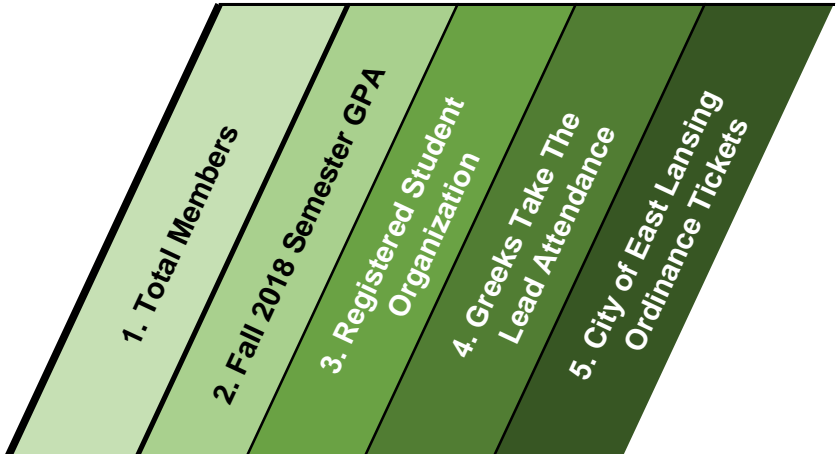 1. Total Members
2. Fall 2018 Semester GPA
3. Registered Student
Organization
4. Greeks Take The
Lead Attendance
5. City of East Lansing
Ordinance Tickets